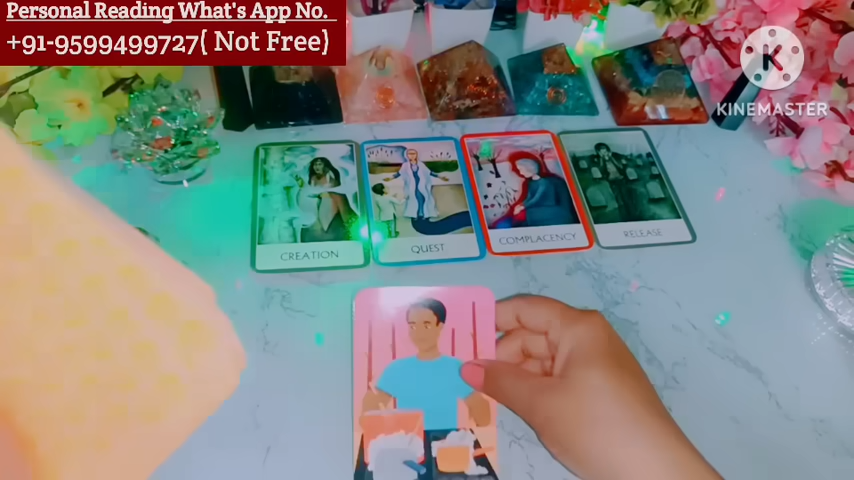 Personal Reading What's App No.
+91-9599499727( Not Free)
KINEMASTER
CREATION
QUEST
COMPLACENCY
RELEASE